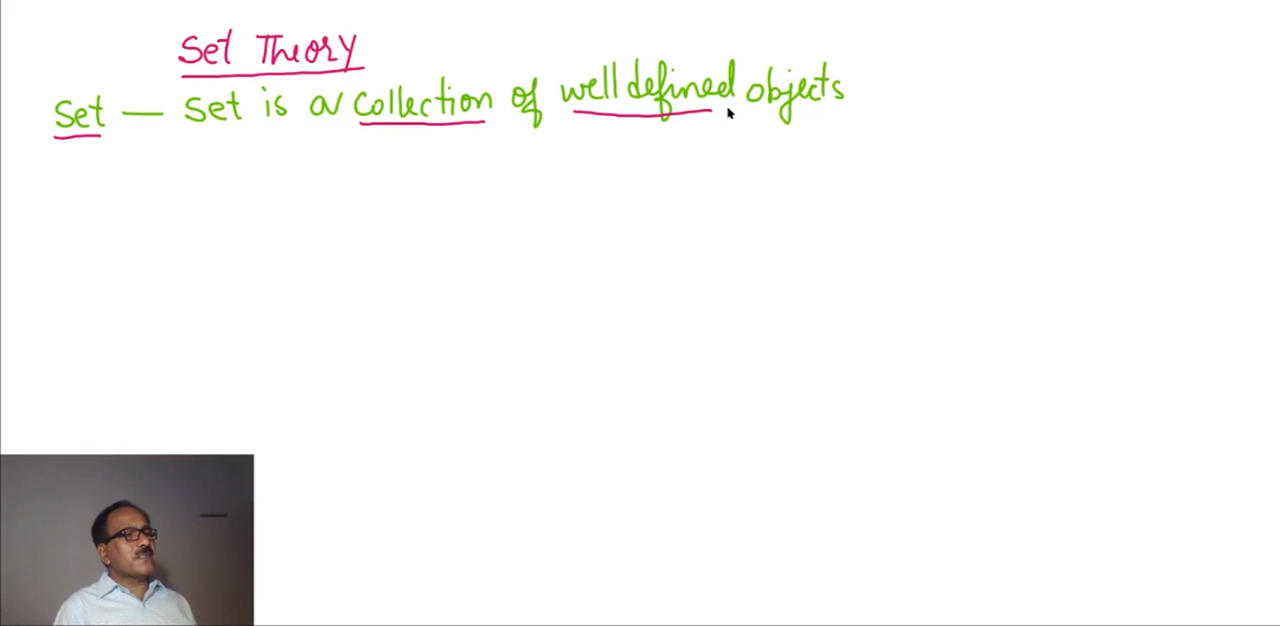 Set Theory
Set — Set is a collection of well defined objects